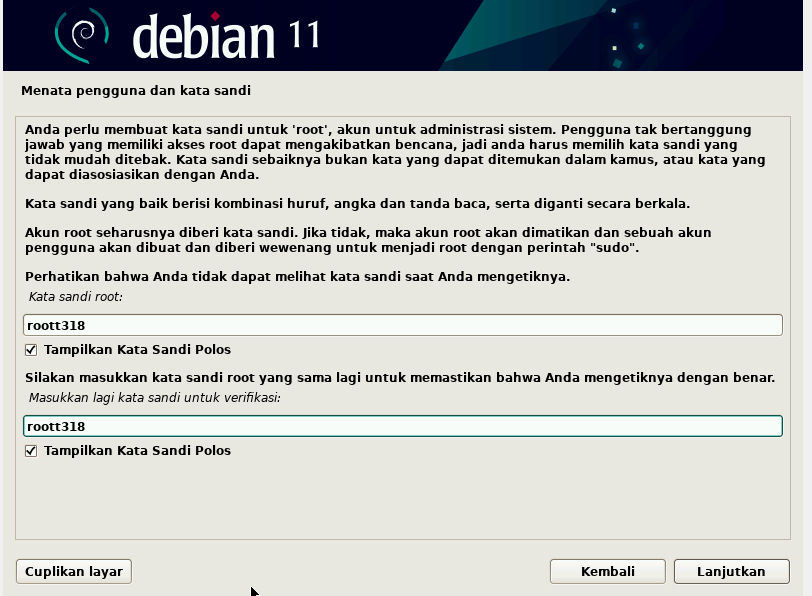 debian 11
Menata pengguna dan kata sandi
Anda perlu membuat kata sandi untuk 'root', akun untuk administrasi sistem. Pengguna tak bertanggung
jawab yang memiliki akses root dapat mengakibatkan bencana, jadi anda harus memilih kata sandi yang
tidak mudah ditebak. Kata sandi sebaiknya bukan kata yang dapat ditemukan dalam kamus, atau kata yang
dapat diasosiasikan dengan Anda.
Kata sandi yang baik berisi kombinasi huruf, angka dan tanda baca, serta diganti secara berkala.
Akun root seharusnya diberi kata sandi. Jika tidak, maka akun root akan dimatikan dan sebuah akun
pengguna akan dibuat dan diberi wewenang untuk menjadi root dengan perintah "sudo".
Perhatikan bahwa Anda tidak dapat melihat kata sandi saat Anda mengetiknya.
Kata sandi root:
roott318
Tampilkan Kata Sandi Polos
Silakan masukkan kata sandi root yang sama lagi untuk memastikan bahwa Anda mengetiknya dengan benar.
Masukkan lagi kata sandi untuk verifikasi:
roott318
Tampilkan Kata Sandi Polos
Cuplikan layar
Kembali
Lanjutkan